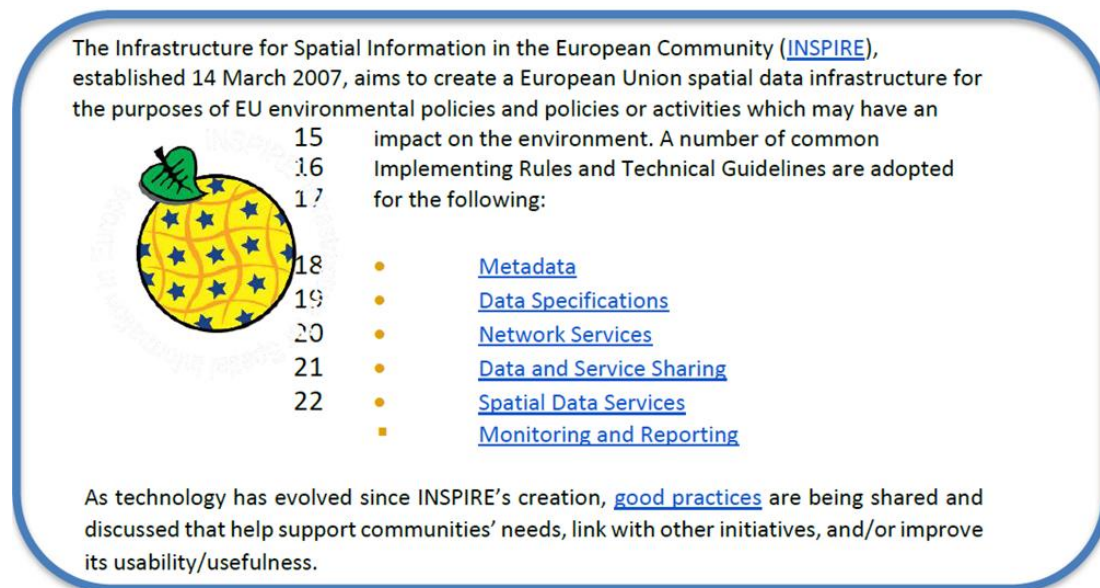 The Infrastructure for Spatial Information in the European Community (INSPIRE),
established 14 March 2007, aims to create a European Union spatial data infrastructure for
the purposes of EU environmental policies and policies or activities which may have an
15 impact on the environment. A number of common
16 Implementing Rules and Technical Guidelines are adopted
17 for the following:
18 • Metadata
19 • Data Specifications
20 • Network Services
21 • Data and Service Sharing
22 • Spatial Data Services
▪ Monitoring and Reporting
As technology has evolved since INSPIRE’s creation, good practices are being shared and
discussed that help support communities’ needs, link with other initiatives, and/or improve
its usability/usefulness.